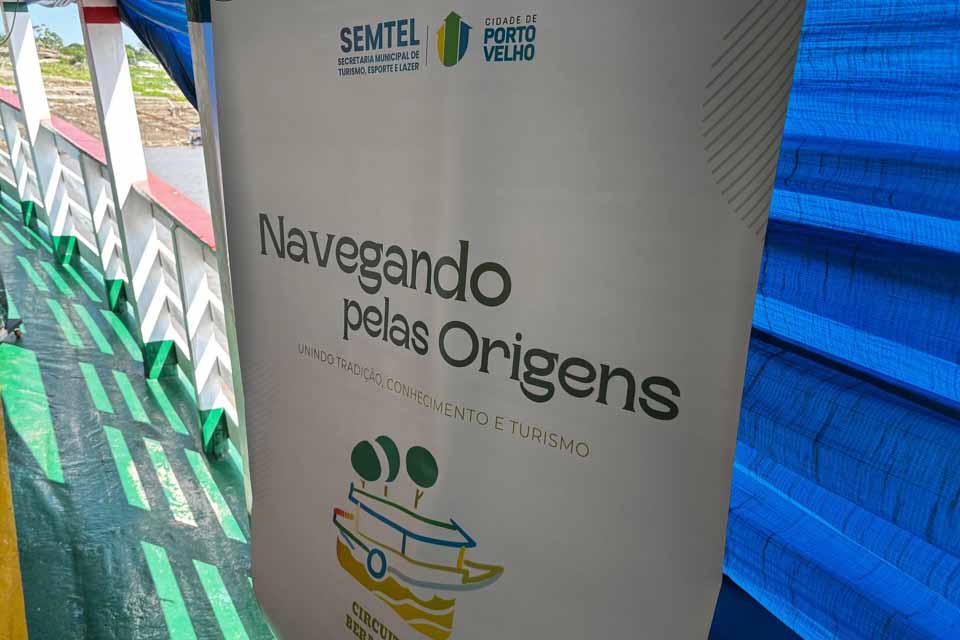 SEMTEL
SECRETARIA MUNICIPAL DE
TURISMO, ESPORTE E LAZER
CIDADE DE
PORTO
VELHO
Navegando
pelas Origens
UNINDO TRADIÇÃO, CONHECIMENTO E TURISMO